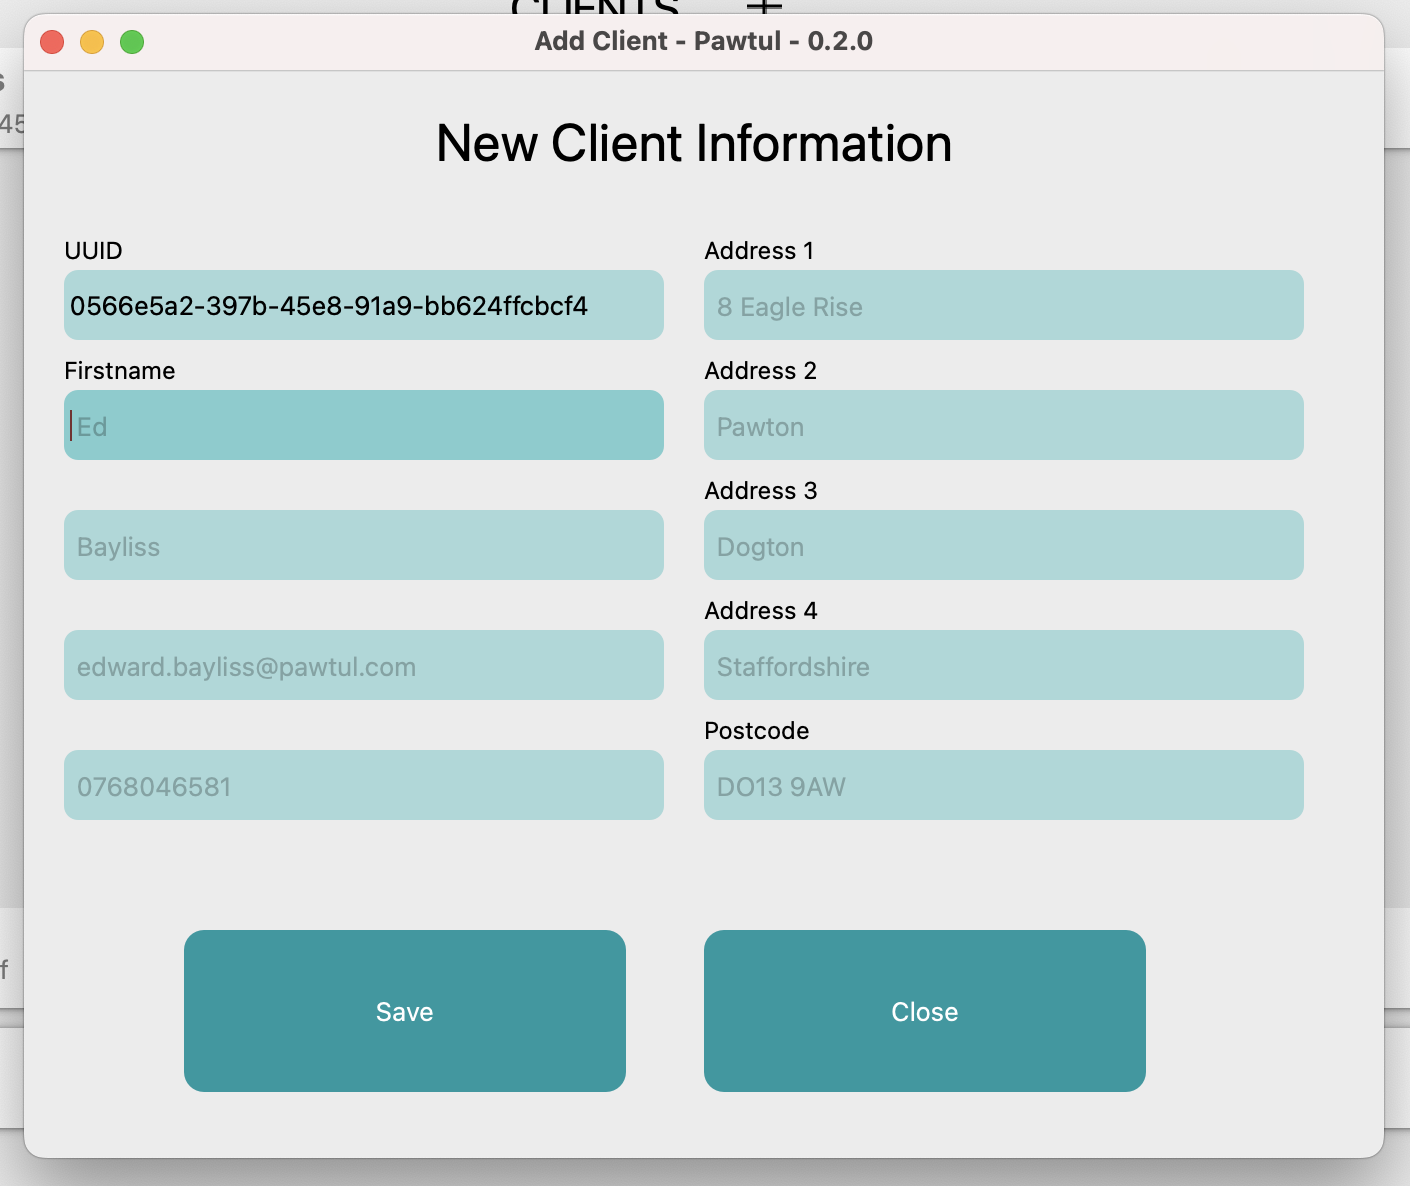 CLIENTS +
Add Client - Pawtul - 0.2.0
New Client Information
UUID
0566e5a2-397b-45e8-91a9-bb624ffcbcf4
Firstname
Ed
Bayliss
edward.bayliss@pawtul.com
0768046581
Address 1
8 Eagle Rise
Address 2
Pawton
Address 3
Dogton
Address 4
Staffordshire
Postcode
DO13 9AW
Save
Close
s
45
f